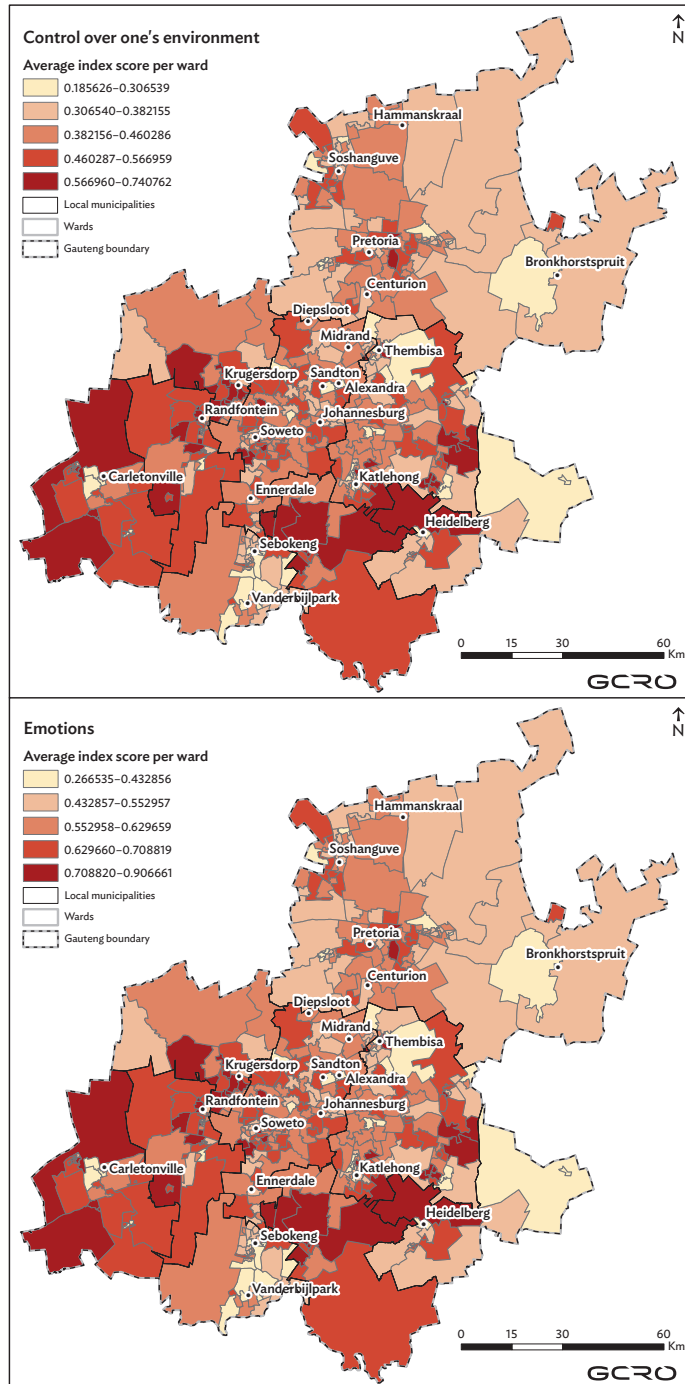 Control over one's environment
Average index score per ward
0.185626–0.306539
0.306540–0.382155
0.382156–0.460286
0.460287–0.566959
0.566960–0.740762
Local municipalities
Wards
Gauteng boundary
N
Hammanskraal
Soshanguve
Pretoria
Bronkhorstspruit
Centurion
Diepsloot
Midrand
Thembisa
Krugersdorp
Sandton
Alexandra
Randfontein
Johannesburg
Soweto
Carletonville
Katlehong
Ennerdale
Heidelberg
Sebokeng
Vanderbijlpark
0 15 30 60
Km
GCRO
Emotions
Average index score per ward
0.266535–0.432856
0.432857–0.552957
0.552958–0.629659
0.629660–0.708819
0.708820–0.906661
Local municipalities
Wards
Gauteng boundary
N
Hammanskraal
Soshanguve
Pretoria
Bronkhorstspruit
Centurion
Diepsloot
Midrand
Thembisa
Krugersdorp
Sandton
Alexandra
Randfontein
Johannesburg
Soweto
Carletonville
Katlehong
Ennerdale
Heidelberg
Sebokeng
Vanderbijlpark
0 15 30 60
Km
GCRO